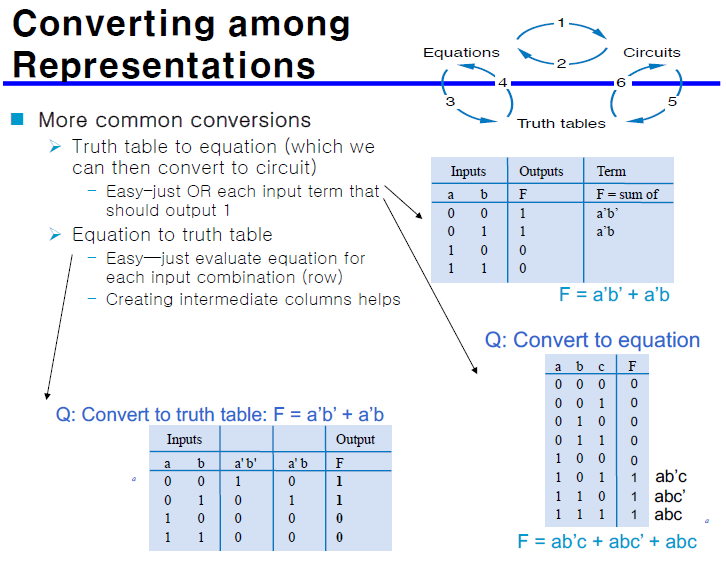 Converting among
Representations
1
Equations
Circuits
2
4
6
3
5
Truth tables
■ More common conversions
➢ Truth table to equation (which we
can then convert to circuit)
– Easy-just OR each input term that
should output 1
➢ Equation to truth table
– Easy—just evaluate equation for
each input combination (row)
– Creating intermediate columns helps
Inputs Outputs Term
a b F F = sum of
0 0 1 a’b’
0 1 1 a’b
1 0 0
1 1 0
F = a’b’ + a’b
Q: Convert to equation
a b c F
0 0 0 0
0 0 1 0
0 1 0 0
0 1 1 0
1 0 0 0
1 0 1 1 ab’c
1 1 0 1 abc’
1 1 1 1 abc
a
F = ab’c + abc’ + abc
Q: Convert to truth table: F = a’b’ + a’b
Inputs Output
a b a'b' a'b F
a
0 0 1 0 1
0 1 0 1 1
1 0 0 0 0
1 1 0 0 0